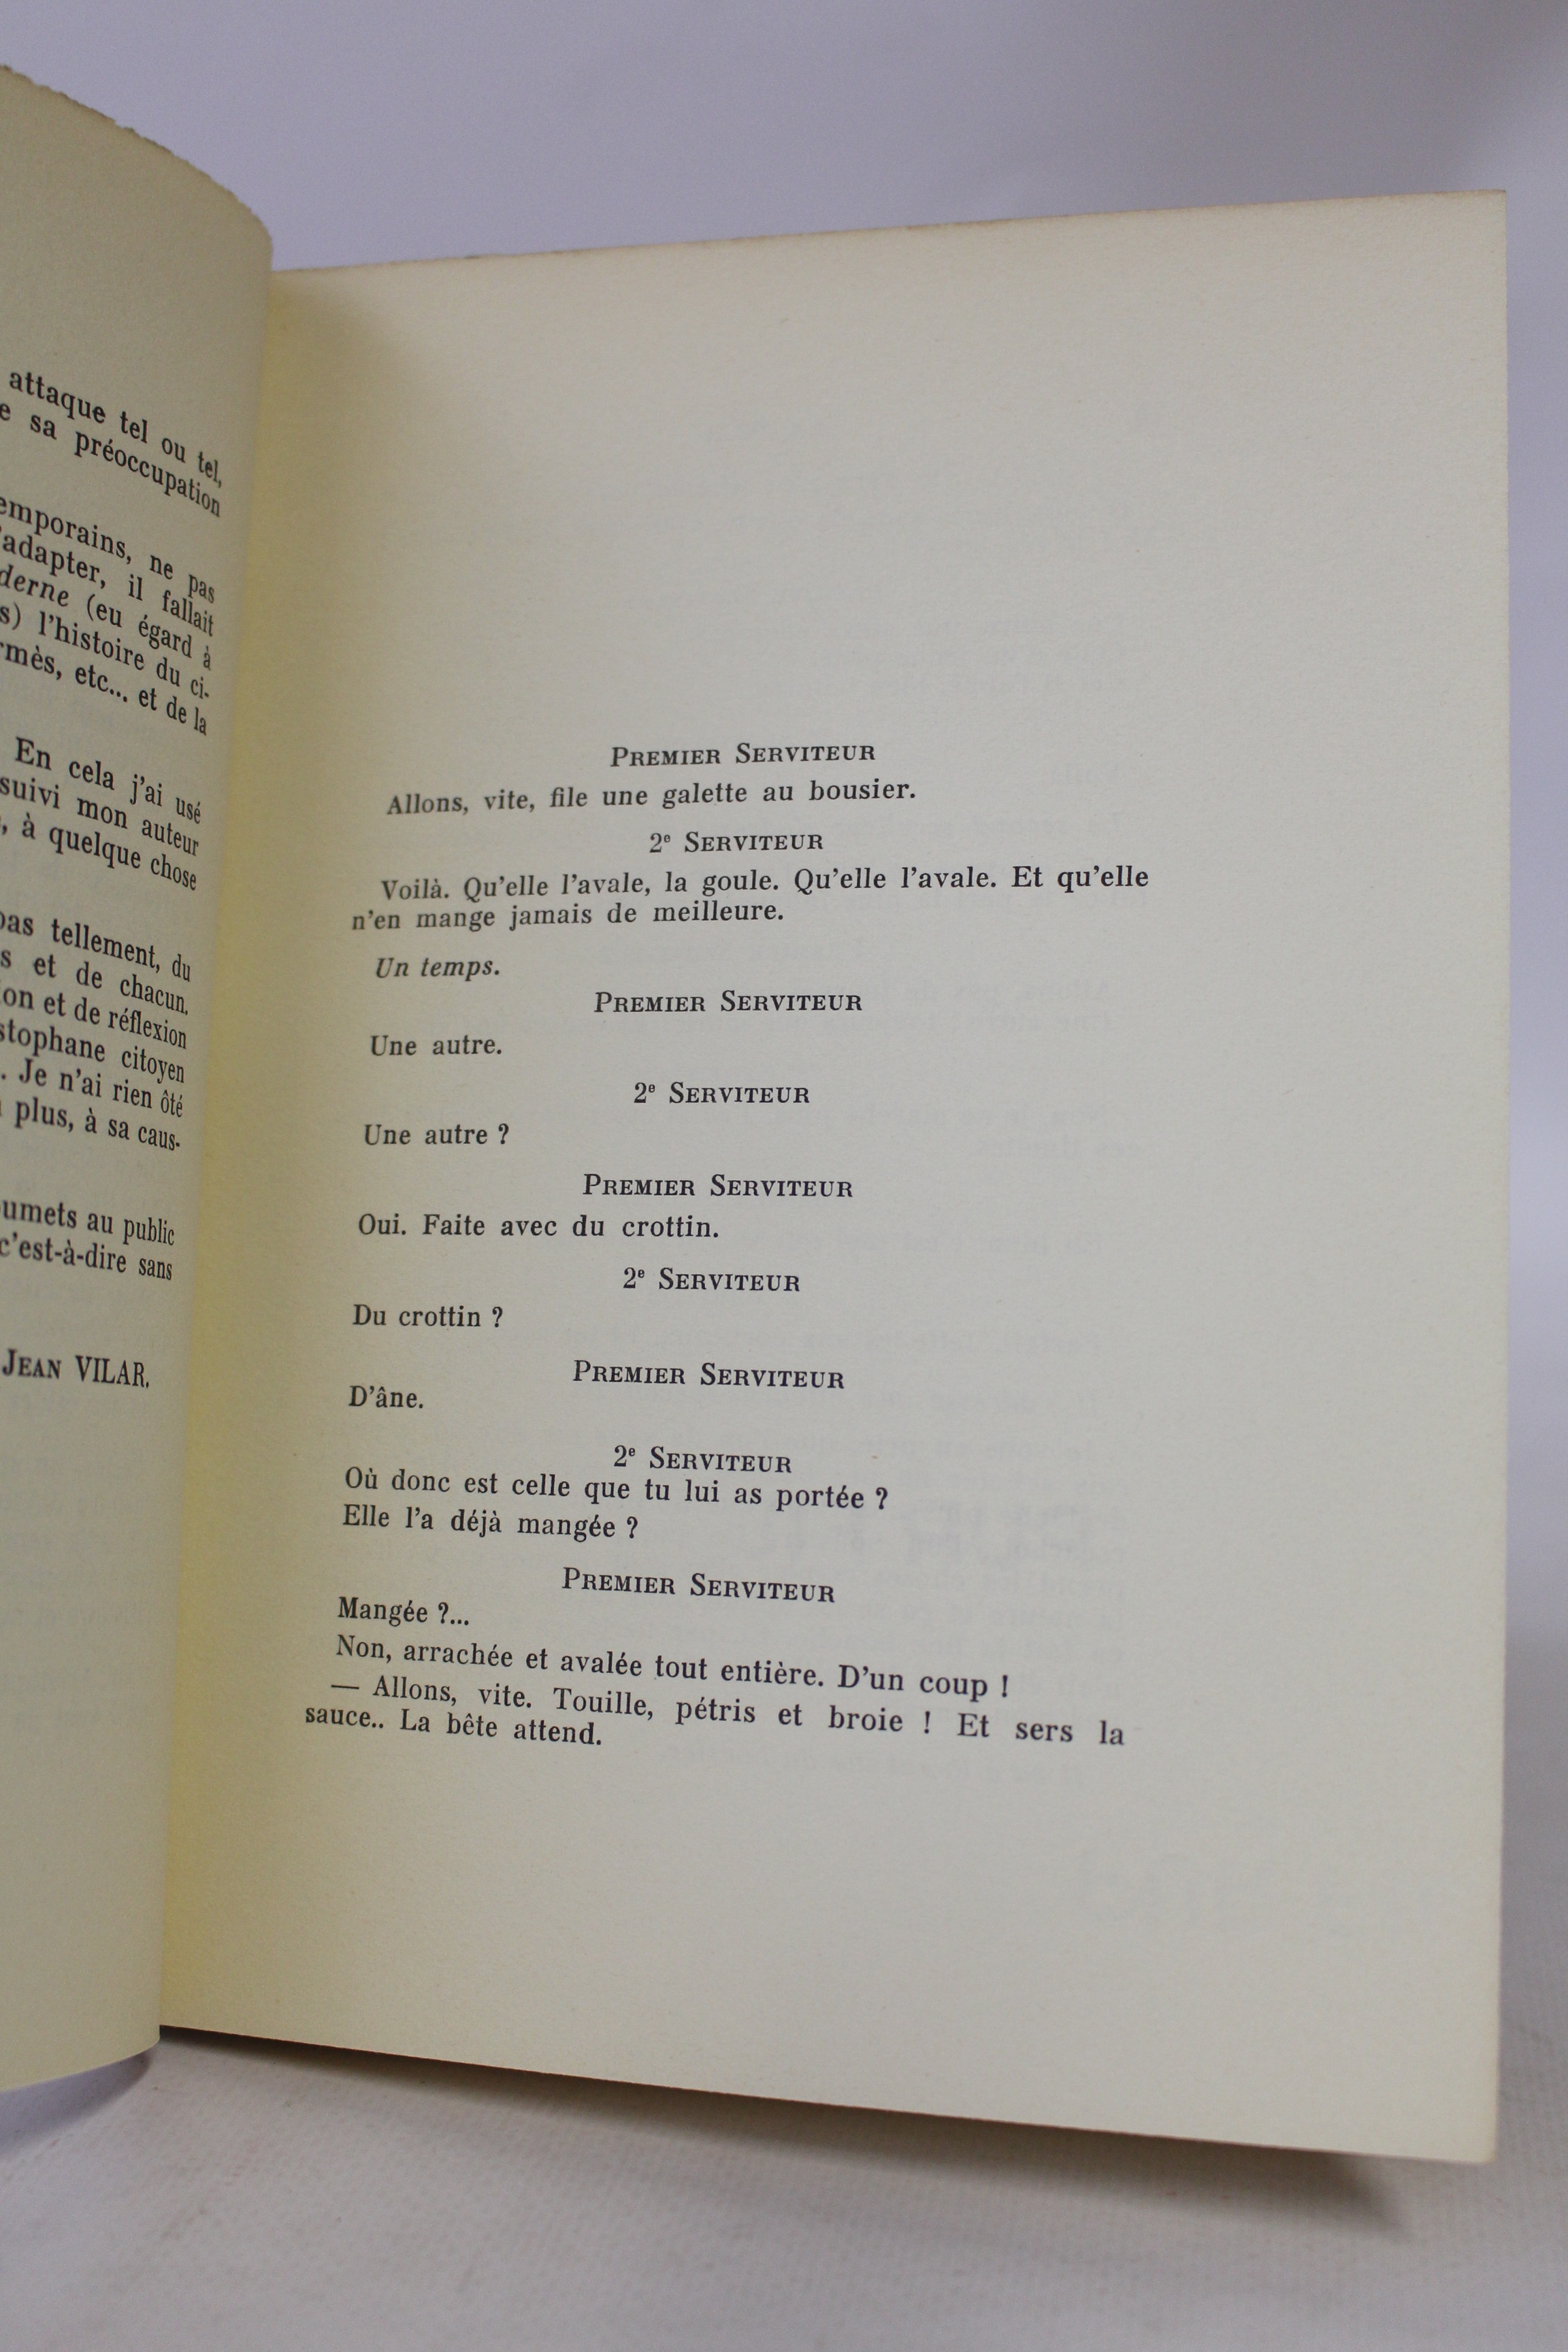 attaque tel ou tel,
sa préoccupation
ne pas
adapter, il fallait
(eu égard à
l'histoire du ci-
etc... et de la
En cela j'ai usé
suivi mon auteur
à quelque chose
tellement, du
et de chacun.
et de réflexion
citoyen
Je n'ai rien ôté
plus, à sa caus-
au public
c'est-à-dire sans
JEAN VILAR.
PREMIER SERVITEUR
Allons, vite, file une galette au bousier.
2e SERVITEUR
Voilà. Qu'elle l'avale, la goule. Qu'elle l'avale. Et qu'elle
n'en mange jamais de meilleure.
Un temps.
PREMIER SERVITEUR
Une autre.
2e SERVITEUR
Une autre ?
PREMIER SERVITEUR
Oui. Faite avec du crottin.
2e SERVITEUR
Du crottin ?
PREMIER SERVITEUR
D'âne.
2e SERVITEUR
Où donc est celle que tu lui as portée ?
Elle l'a déjà mangée ?
PREMIER SERVITEUR
Mangée ?...
Non, arrachée et avalée tout entière. D'un coup !
— Allons, vite. Touille, pétris et broie ! Et sers la
sauce.. La bête attend.